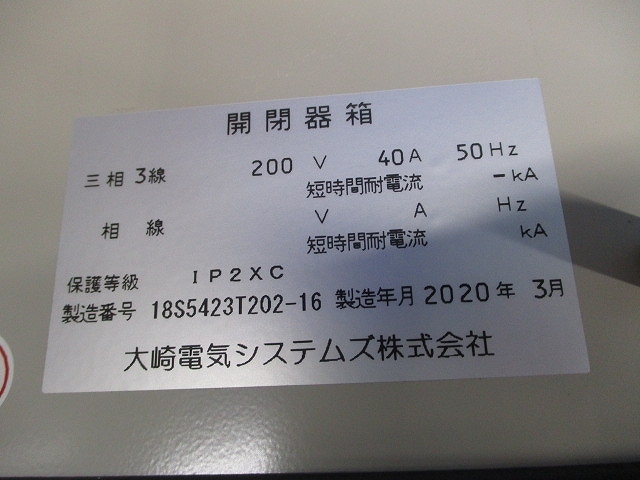 開閉器箱
三相 3線 200 V 40A 50Hz
短時間耐電流 -kA
相 線 V A Hz
短時間耐電流 kA
保護等級 IP2XC
製造番号 18S5423T202-16 製造年月 2020年 3月
大崎電気システムズ株式会社